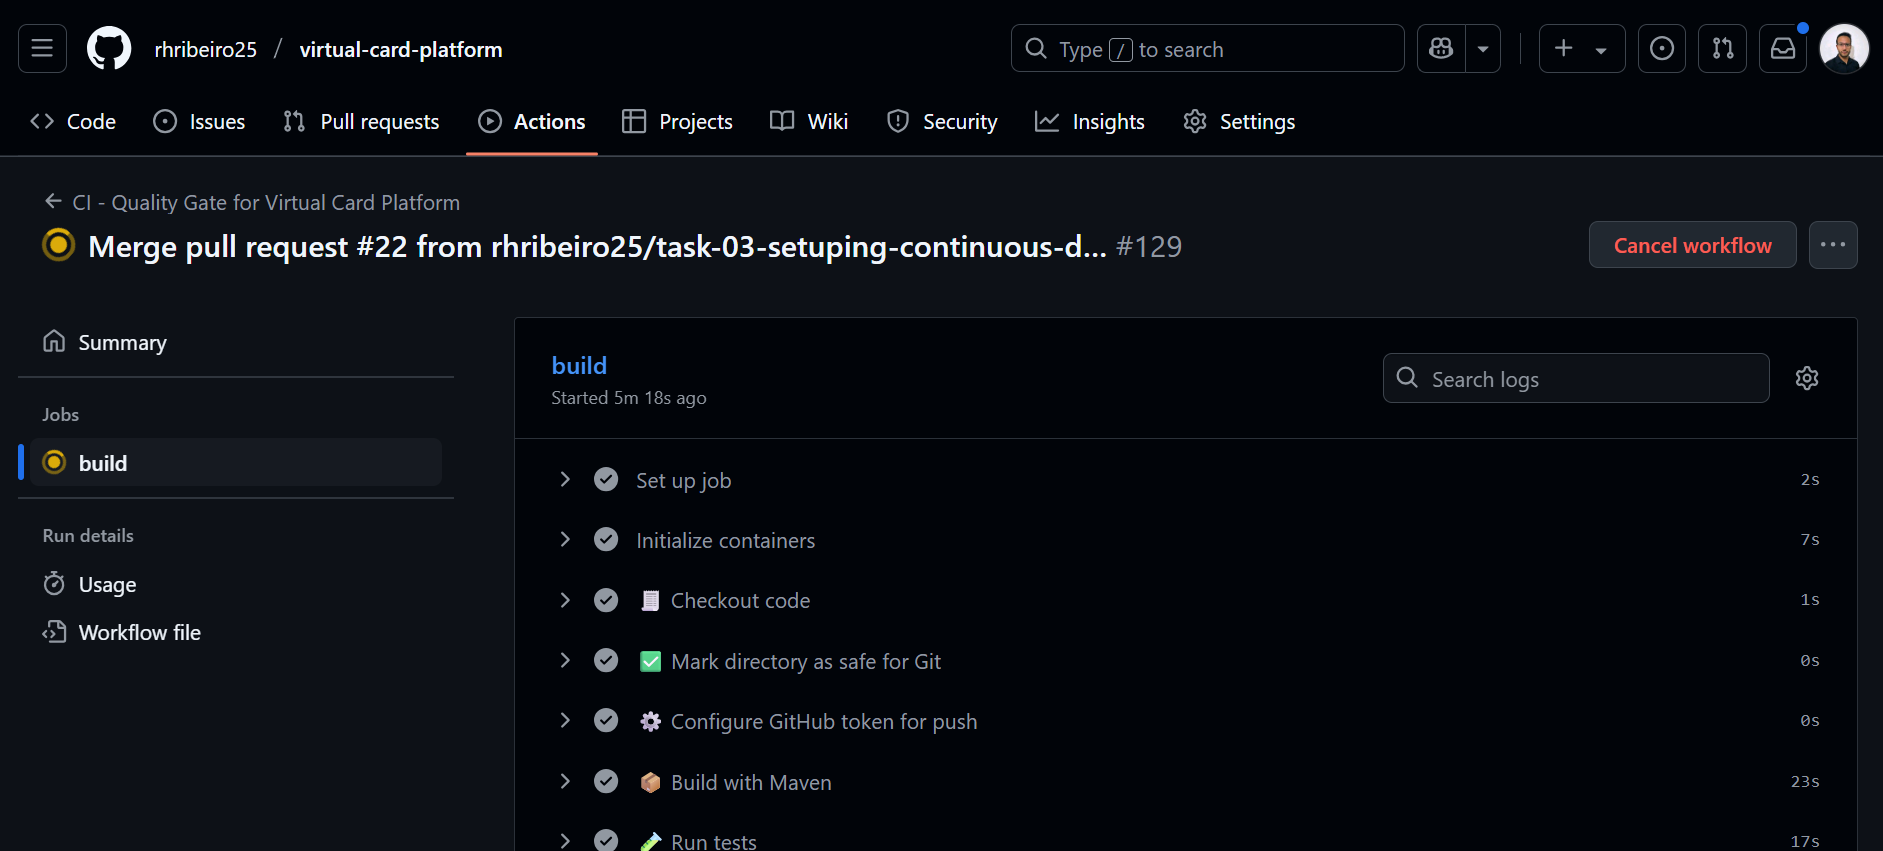 rhribeiro25 / virtual-card-platform
Type / to search
Code
Issues
Pull requests
Actions
Projects
Wiki
Security
Insights
Settings
CI - Quality Gate for Virtual Card Platform
Merge pull request #22 from rhribeiro25/task-03-setuping-continuous-d... #129
Cancel workflow
Summary
Jobs
build
Run details
Usage
Workflow file
build
Started 5m 18s ago
Search logs
Set up job 2s
Initialize containers 7s
Checkout code 1s
Mark directory as safe for Git 0s
Configure GitHub token for push 0s
Build with Maven 23s
Run tests 17s